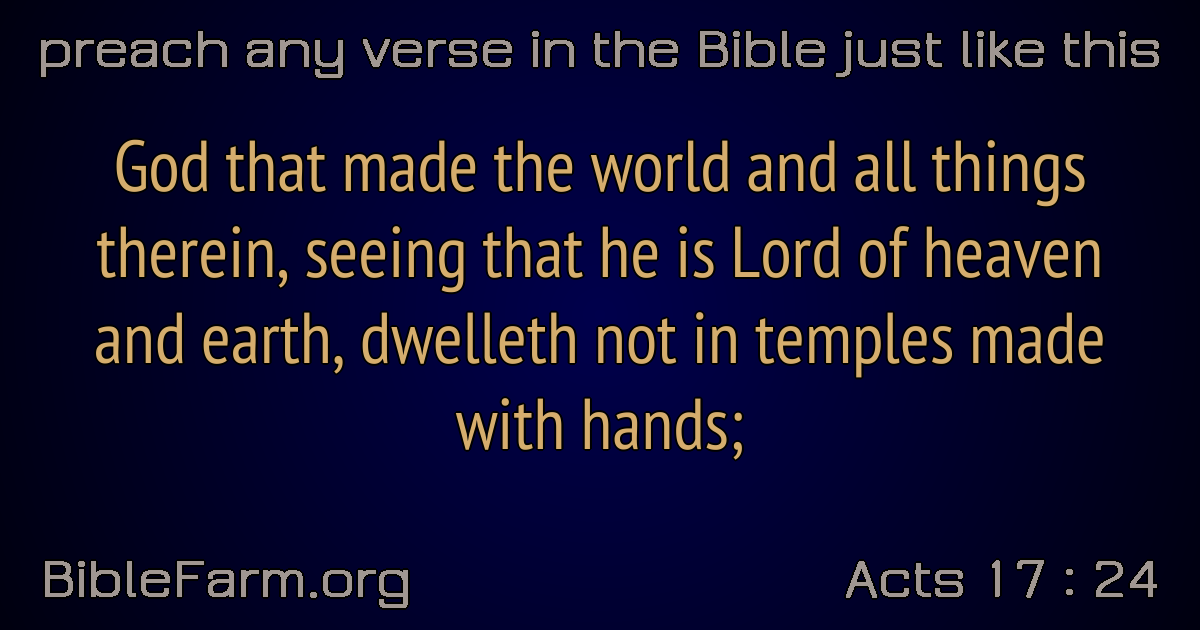 preach any verse in the Bible just like this
God that made the world and all things
therein, seeing that he is Lord of heaven
and earth, dwelleth not in temples made
with hands;
BibleFarm.org
Acts 17 : 24